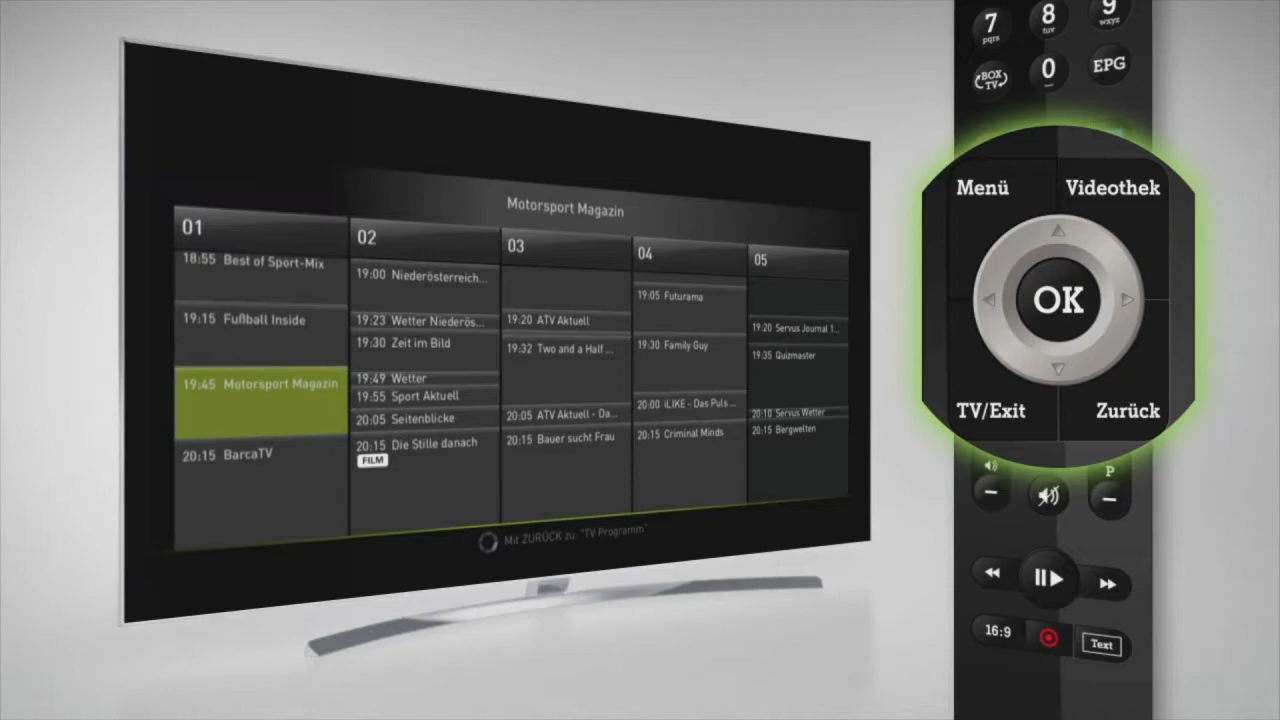 Motorsport Magazin
01
18:55 Best of Sport-Mix
19:15 Fußball Inside
19:45 Motorsport Magazin
20:15 BarcaTV
02
19:00 Niederösterreich...
19:23 Wetter Niederös...
19:30 Zeit im Bild
19:49 Wetter
19:55 Sport Aktuell
20:05 Seitenblicke
20:15 Die Stille danach
FILM
03
19:20 ATV Aktuell
19:32 Two and a Half ...
20:05 ATV Aktuell - Da...
20:15 Bauer sucht Frau
04
19:05 Futurama
19:30 Family Guy
20:00 iLIKE - Das Puls ...
20:15 Criminal Minds
05
19:20 Servus Journal 1...
19:35 Quizmaster
20:10 Servus Wetter
20:15 Bergwelten
Mit ZURÜCK zu: "TV Programm"
7 8 9
pqrs tuv wxyz
BOX TV 0 EPG
Menü Videothek
OK
TV/Exit Zurück
P
16:9 Text